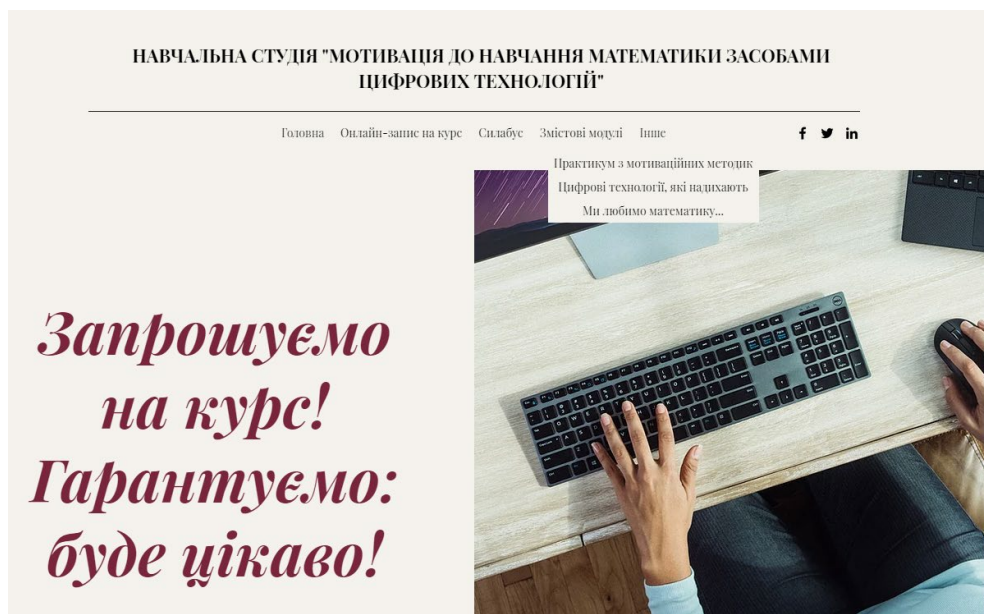 НАВЧАЛЬНА СТУДІЯ "МОТИВАЦІЯ ДО НАВЧАННЯ МАТЕМАТИКИ ЗАСОБАМИ
ЦИФРОВИХ ТЕХНОЛОГІЙ"
Головна Онлайн-запис на курс Силабус Змістові модулі Інше
Практикум з мотиваційних методик
Цифрові технології, які надихають
Ми любимо математику...
Запрошуємо
на курс!
Гарантуємо:
буде цікаво!